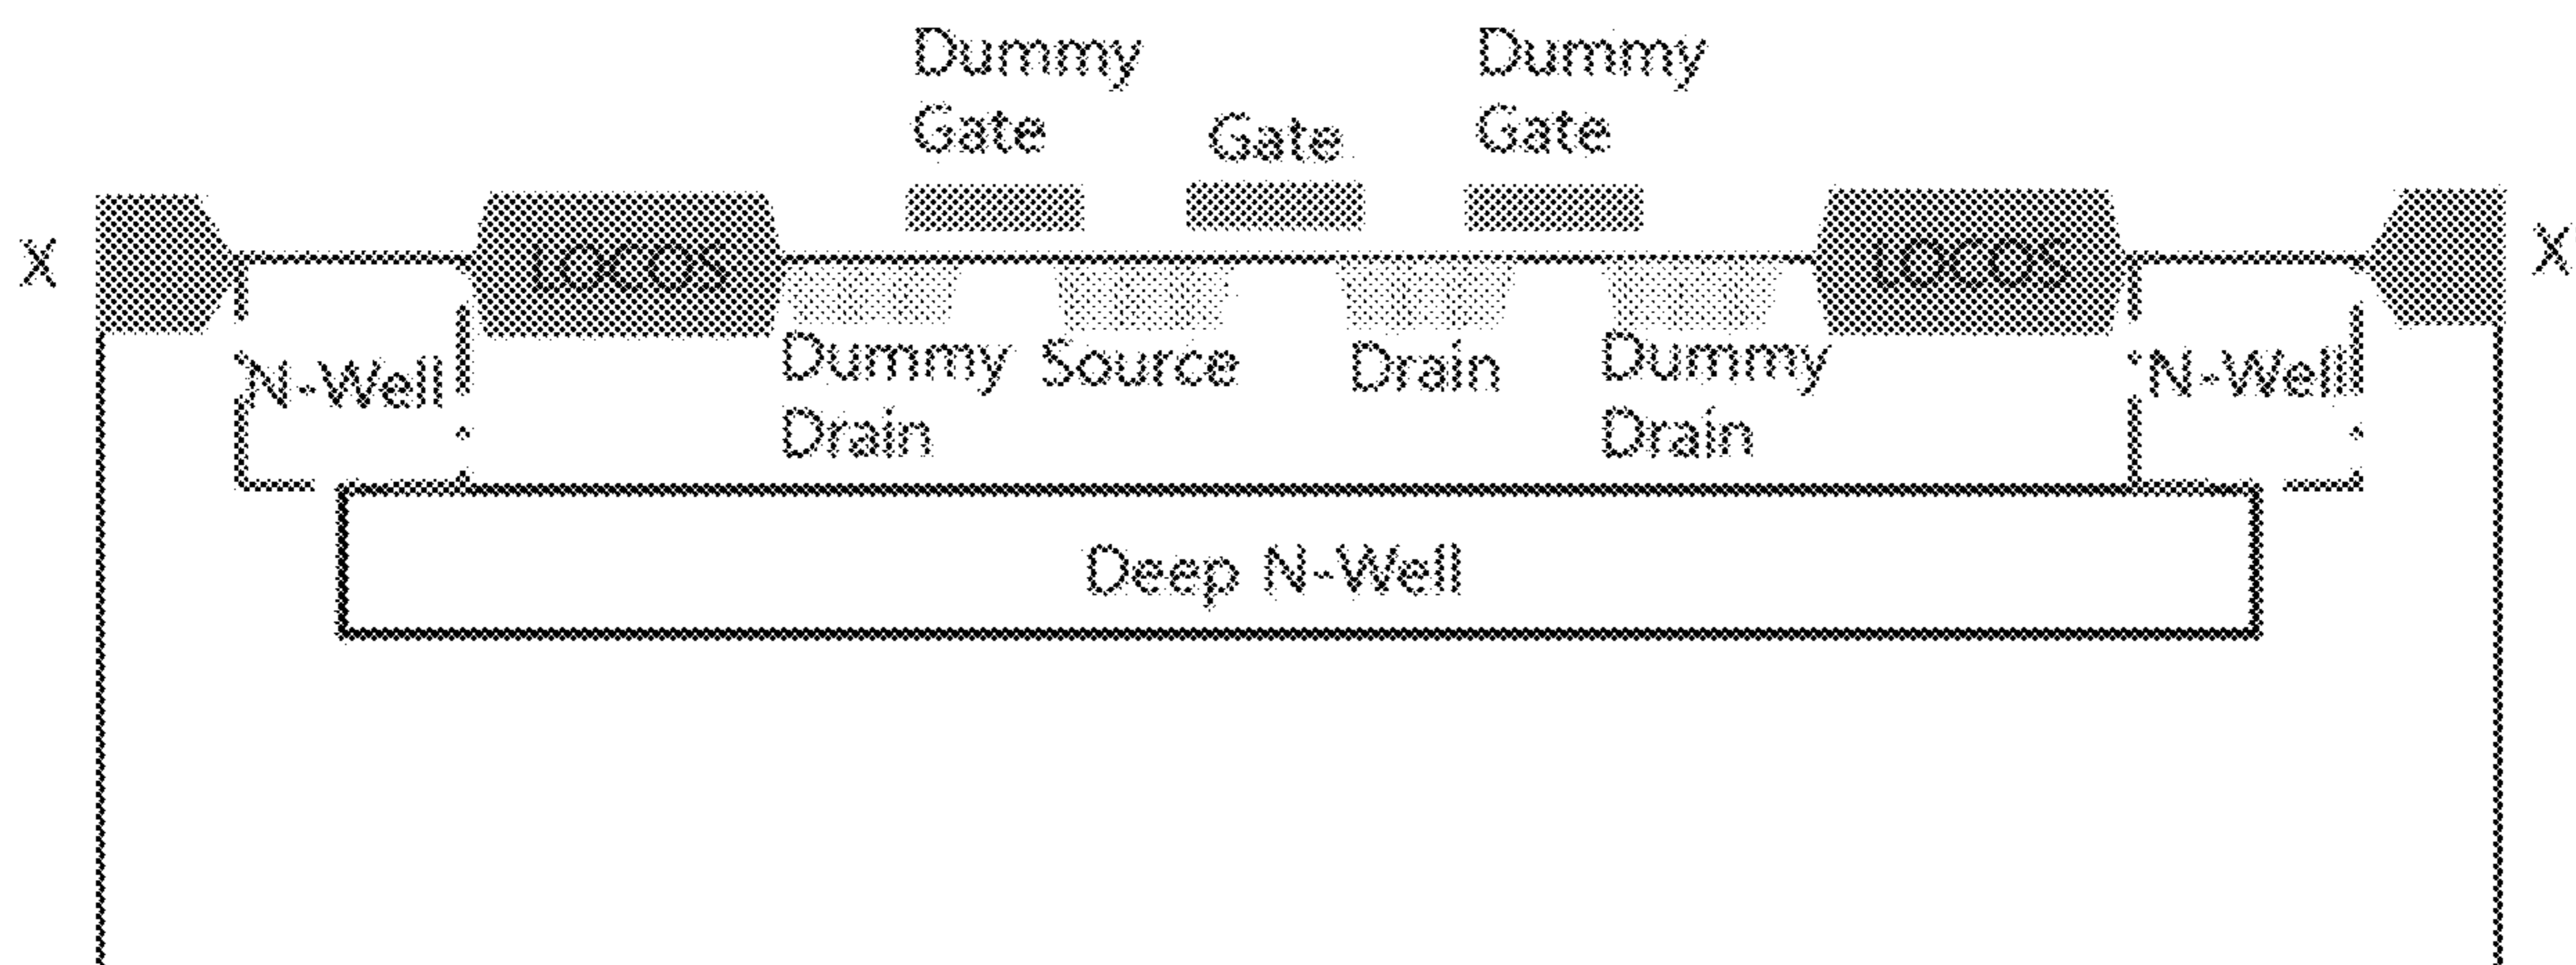 Dummy
Gate
Gate
Dummy
Gate
X
LOCOS
LOCOS
X
N-Well
Dummy
Drain
Source
Drain
Dummy
Drain
N-Well
Deep N-Well